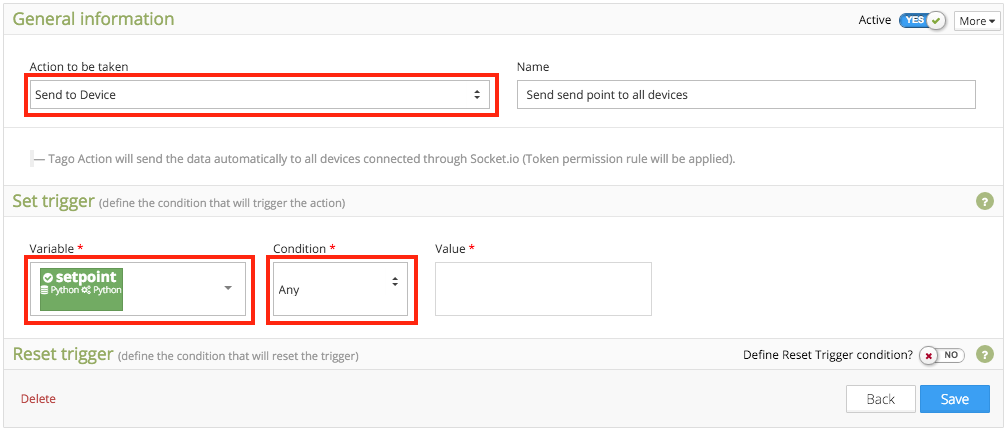 General information
Active YES More
Action to be taken
Name
Send to Device
Send send point to all devices
— Tago Action will send the data automatically to all devices connected through Socket.io (Token permission rule will be applied).
Set trigger (define the condition that will trigger the action) ?
Variable * Condition * Value *
setpoint
Python Python
Any
Reset trigger (define the condition that will reset the trigger) Define Reset Trigger condition? NO ?
Delete Back Save